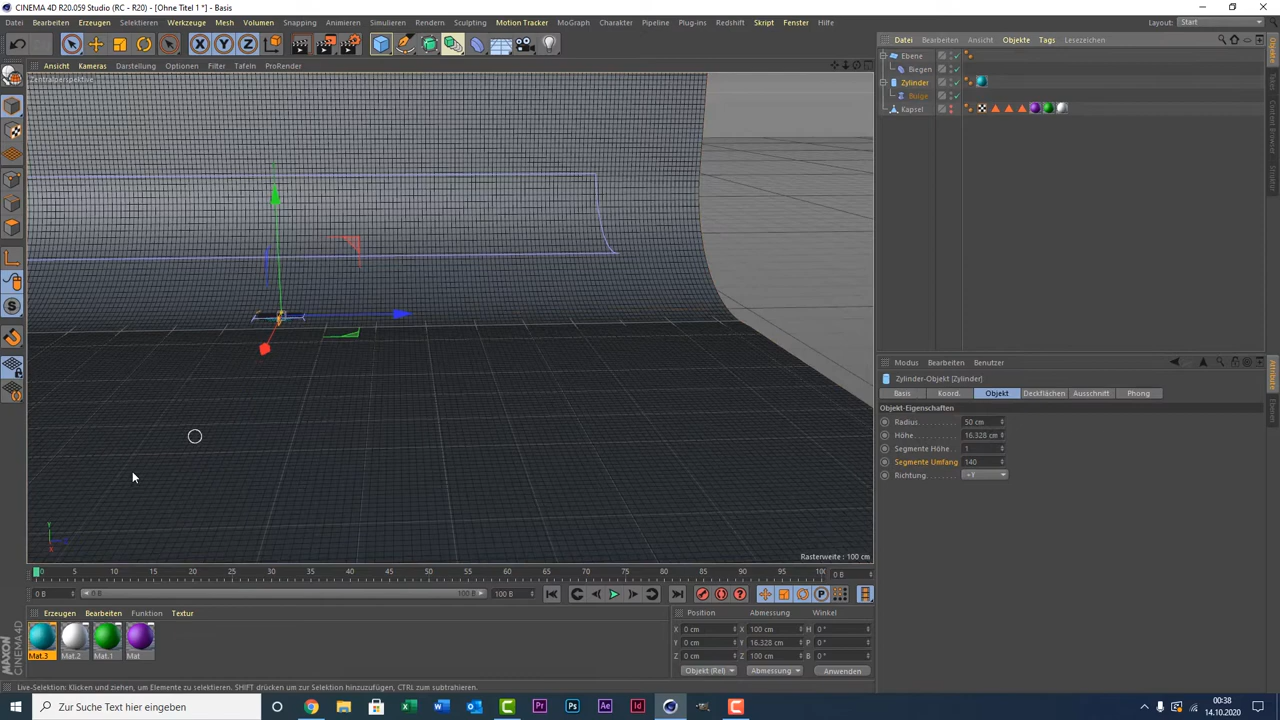 CINEMA 4D R20.059 Studio (RC - R20) - [Ohne Titel 1 *] - Basis
Datei Bearbeiten Erzeugen Selektieren Werkzeuge Mesh Volumen Snapping Animieren Simulieren Rendern Sculpting Motion Tracker MoGraph Charakter Pipeline Plug-ins Redshift Skript Fenster Hilfe
Layout: Start
Ansicht Kameras Darstellung Optionen Filter Tafeln ProRender
Zentralperspektive
Datei Bearbeiten Ansicht Objekte Tags Lesezeichen
Ebene
Biegen
Zylinder
Kapsel
Objekte
Content Browser
Modus Bearbeiten Benutzer
Attribute
Zylinder-Objekt [Zylinder]
Basis Koord. Objekt Deckflächen Ausschnitt Phong
Objekt-Eigenschaften
Radius 50 cm
Höhe 16.328 cm
Segmente Höhe 1
Segmente Umfang 140
Richtung +Y
Y
X
Rasterweite : 100 cm
0 5 10 15 20 25 30 35 40 45 50 55 60 65 70 75 80 85 90 95 100 0 B
0 B 0 B 100 B 100 B
Erzeugen Bearbeiten Funktion Textur
Mat.3 Mat.2 Mat.1 Mat
Position Abmessung Winkel
X 0 cm X 100 cm H 0 °
Y 0 cm Y 16.328 cm P 0 °
Z 0 cm Z 100 cm B 0 °
Objekt (Rel) Abmessung Anwenden
MAXON CINEMA 4D
Live-Selektion: Klicken und ziehen, um Elemente zu selektieren. SHIFT drücken um zur Selektion hinzuzufügen, CTRL zum subtrahieren.
Zur Suche Text hier eingeben
00:38
14.10.2020